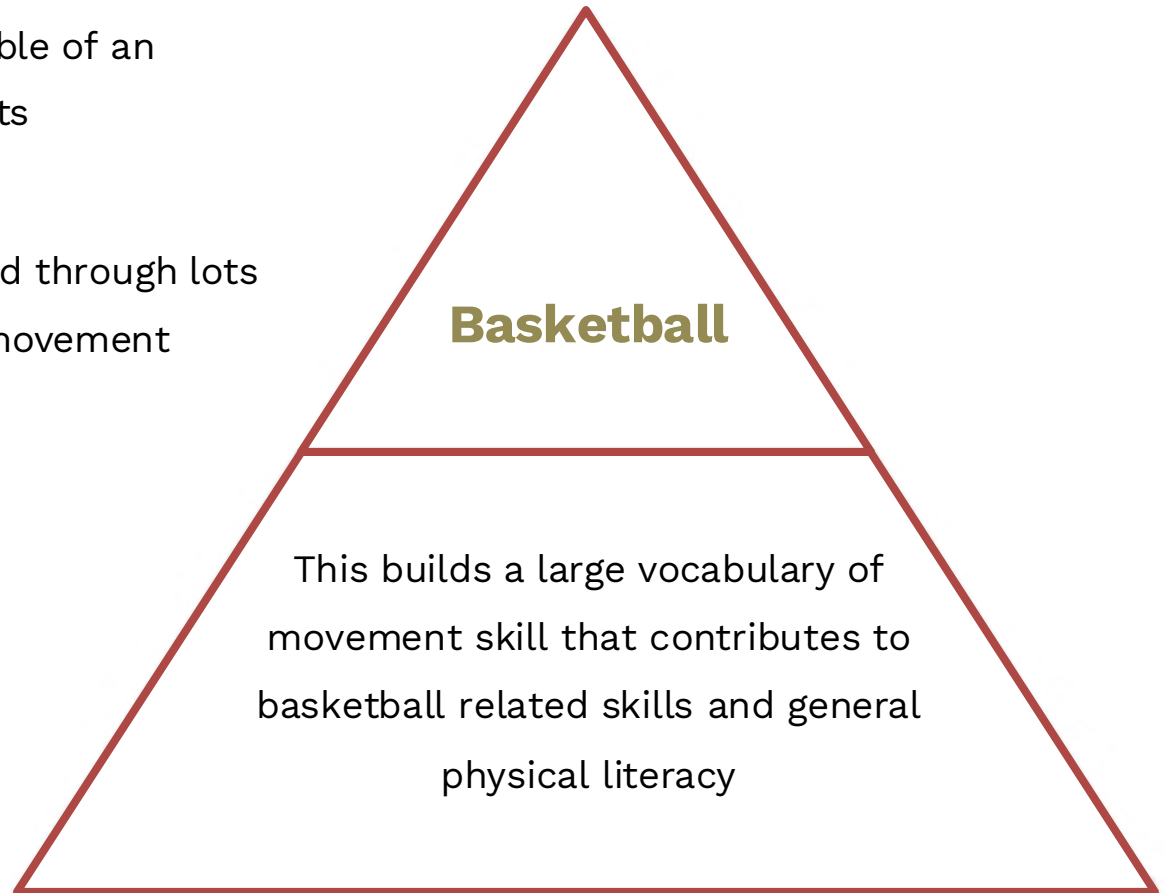 ble of an
ts
d through lots
movement
Basketball
This builds a large vocabulary of
movement skill that contributes to
basketball related skills and general
physical literacy